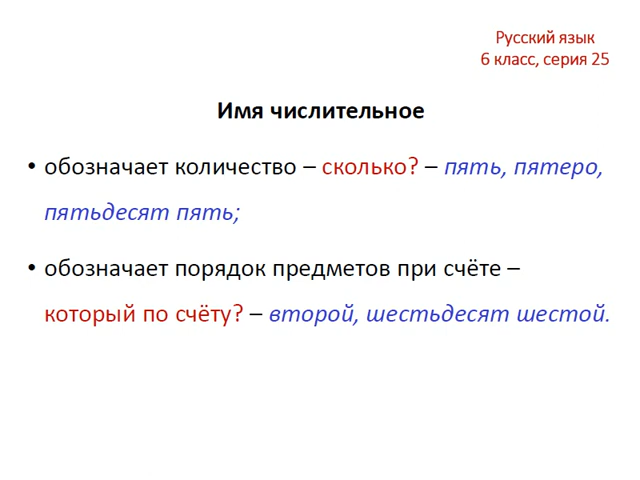 Русский язык
6 класс, серия 25
Имя числительное
• обозначает количество – сколько? – пять, пятеро,
пятьдесят пять;
• обозначает порядок предметов при счёте –
который по счёту? – второй, шестьдесят шестой.